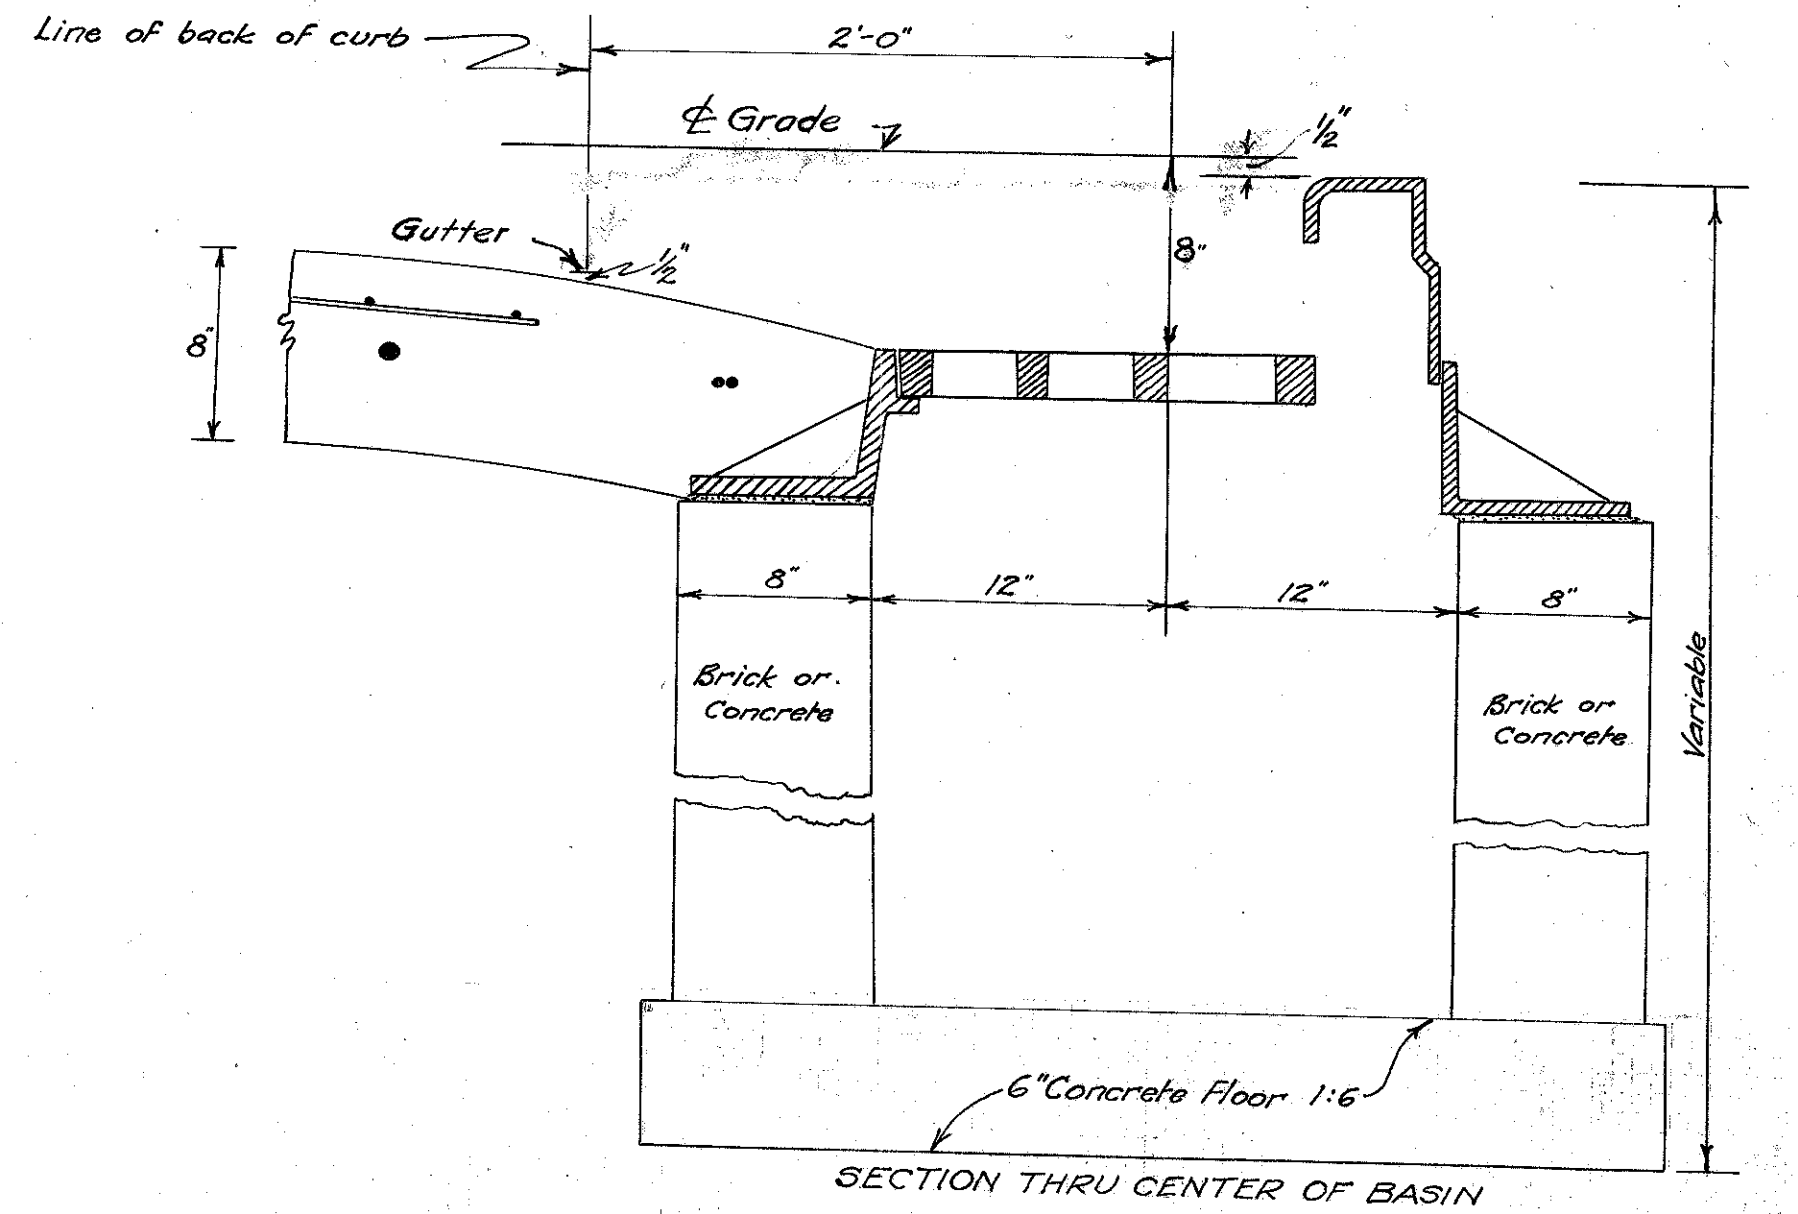 Line of back of curb
2'-0"
℄ Grade
1/2"
Gutter
1/2"
8"
8"
8"
12"
12"
8"
Brick or
Concrete
Brick or
Concrete
Variable
6" Concrete Floor 1:6
SECTION THRU CENTER OF BASIN